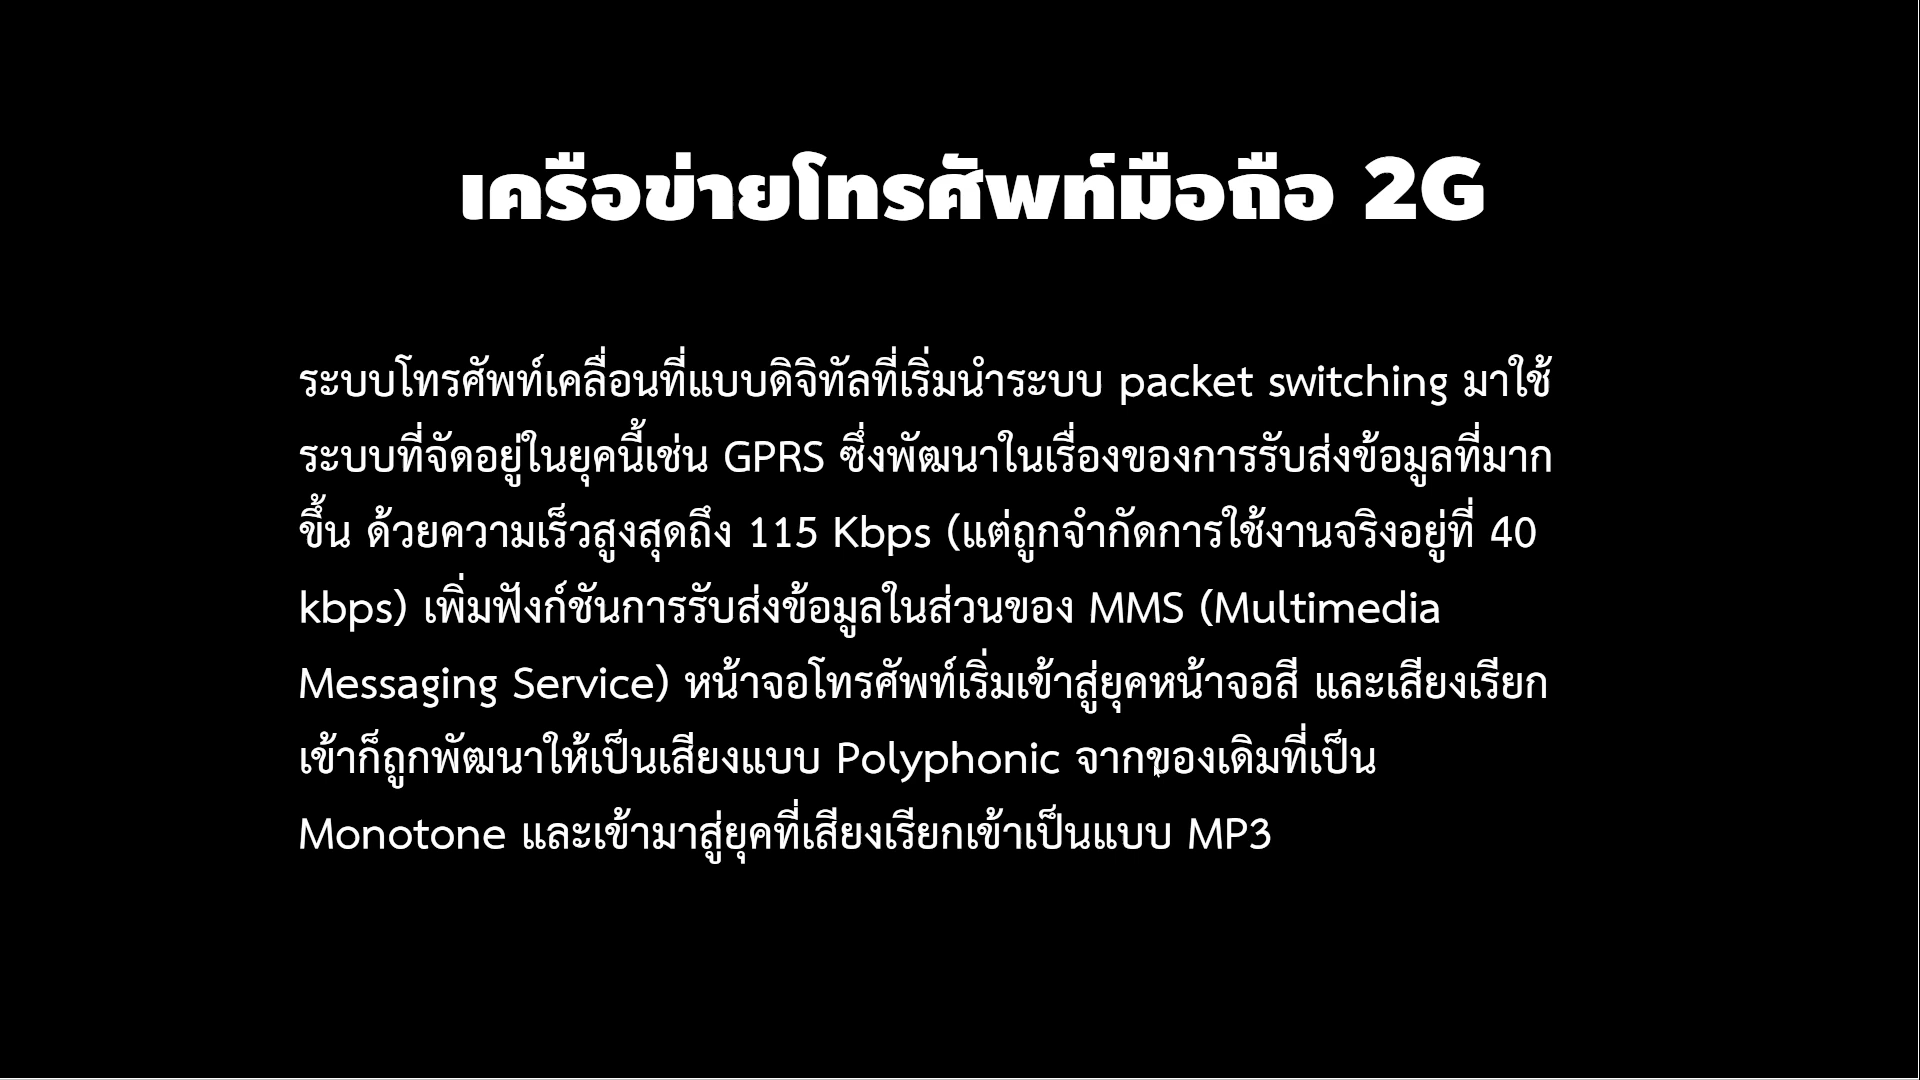 เครือข่ายโทรศัพท์มือถือ 2G
ระบบโทรศัพท์เคลื่อนที่แบบดิจิทัลที่เริ่มนำระบบ packet switching มาใช้
ระบบที่จัดอยู่ในยุคนี้เช่น GPRS ซึ่งพัฒนาในเรื่องของการรับส่งข้อมูลที่มาก
ขึ้น ด้วยความเร็วสูงสุดถึง 115 Kbps (แต่ถูกจำกัดการใช้งานจริงอยู่ที่ 40
kbps) เพิ่มฟังก์ชันการรับส่งข้อมูลในส่วนของ MMS (Multimedia
Messaging Service) หน้าจอโทรศัพท์เริ่มเข้าสู่ยุคหน้าจอสี และเสียงเรียก
เข้าก็ถูกพัฒนาให้เป็นเสียงแบบ Polyphonic จากของเดิมที่เป็น
Monotone และเข้ามาสู่ยุคที่เสียงเรียกเข้าเป็นแบบ MP3